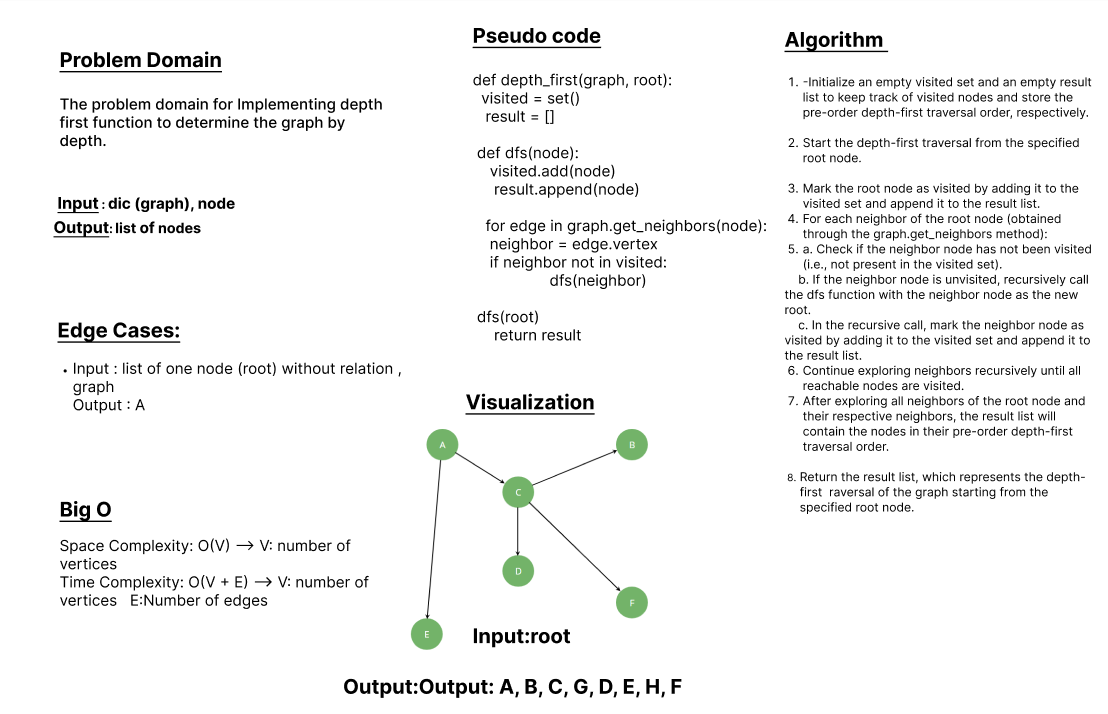 Problem Domain
The problem domain for Implementing depth
first function to determine the graph by
depth.
Input : dic (graph), node
Output: list of nodes
Edge Cases:
• Input : list of one node (root) without relation ,
graph
Output : A
Big O
Space Complexity: O(V) → V: number of
vertices
Time Complexity: O(V + E) → V: number of
vertices E:Number of edges
Pseudo code
def depth_first(graph, root):
visited = set()
result = []
def dfs(node):
visited.add(node)
result.append(node)
for edge in graph.get_neighbors(node):
neighbor = edge.vertex
if neighbor not in visited:
dfs(neighbor)
dfs(root)
return result
Visualization
A
B
C
D
F
E
Input:root
Output:Output: A, B, C, G, D, E, H, F
Algorithm
1. -Initialize an empty visited set and an empty result
list to keep track of visited nodes and store the
pre-order depth-first traversal order, respectively.
2. Start the depth-first traversal from the specified
root node.
3. Mark the root node as visited by adding it to the
visited set and append it to the result list.
4. For each neighbor of the root node (obtained
through the graph.get_neighbors method):
5. a. Check if the neighbor node has not been visited
(i.e., not present in the visited set).
b. If the neighbor node is unvisited, recursively call
the dfs function with the neighbor node as the new
root.
c. In the recursive call, mark the neighbor node as
visited by adding it to the visited set and append it to
the result list.
6. Continue exploring neighbors recursively until all
reachable nodes are visited.
7. After exploring all neighbors of the root node and
their respective neighbors, the result list will
contain the nodes in their pre-order depth-first
traversal order.
8. Return the result list, which represents the depth-
first raversal of the graph starting from the
specified root node.